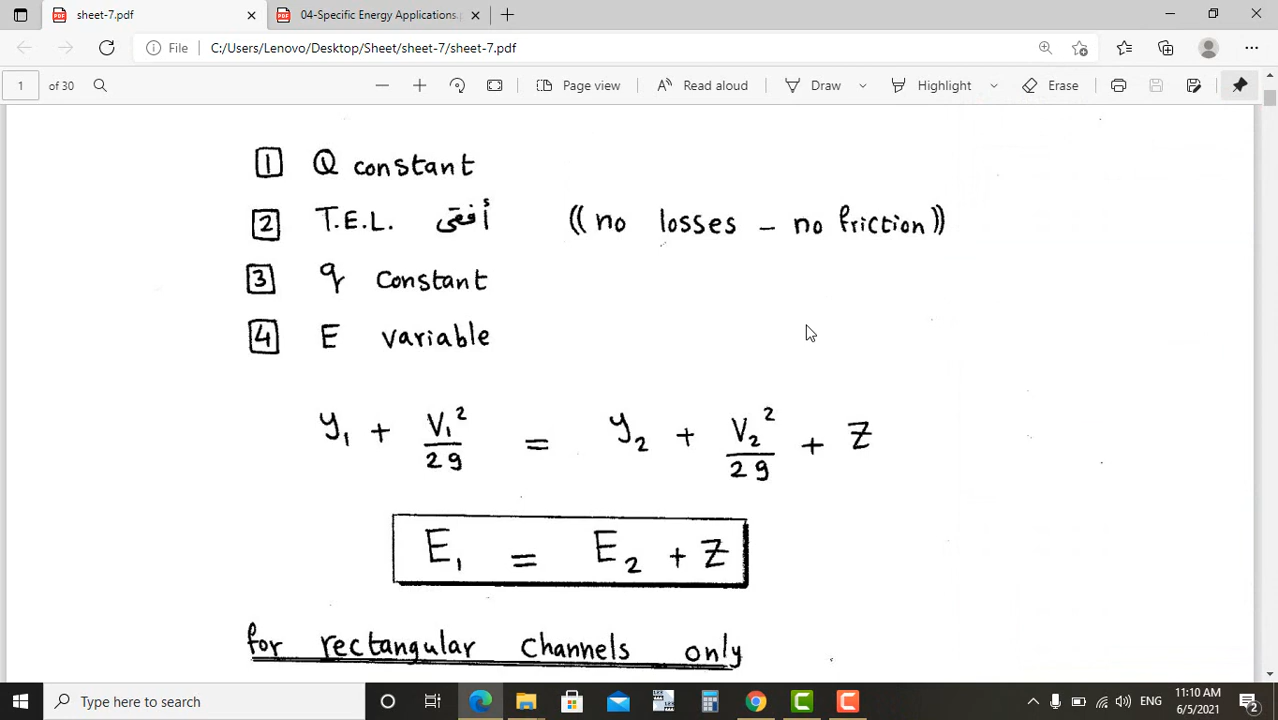 sheet-7.pdf
04-Specific Energy Applications.
File C:/Users/Lenovo/Desktop/Sheet/sheet-7/sheet-7.pdf
1 of 30 Page view Read aloud Draw Highlight Erase
1 Q constant
2 T.E.L. أفقى ((no losses - no friction))
3 q constant
4 E variable
y₁ + V₁²/2g = y₂ + V₂²/2g + Z
E₁ = E₂ + Z
for rectangular channels only
Type here to search
ENG
11:10 AM
6/5/2021
2